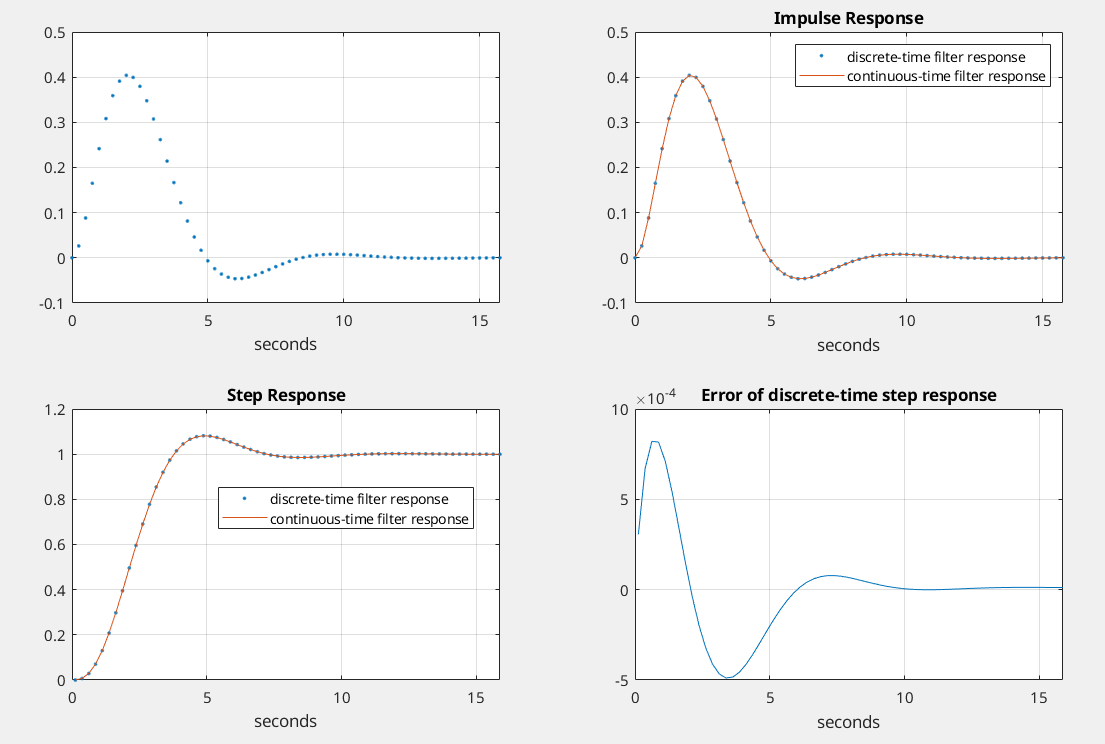 0.5
0.4
0.3
0.2
0.1
0
-0.1
0 5 10 15
seconds
Impulse Response
0.5
0.4
0.3
0.2
0.1
0
-0.1
discrete-time filter response
continuous-time filter response
0 5 10 15
seconds
Step Response
1.2
1
0.8
0.6
0.4
0.2
0
discrete-time filter response
continuous-time filter response
0 5 10 15
seconds
×10-4 Error of discrete-time step response
10
5
0
-5
0 5 10 15
seconds